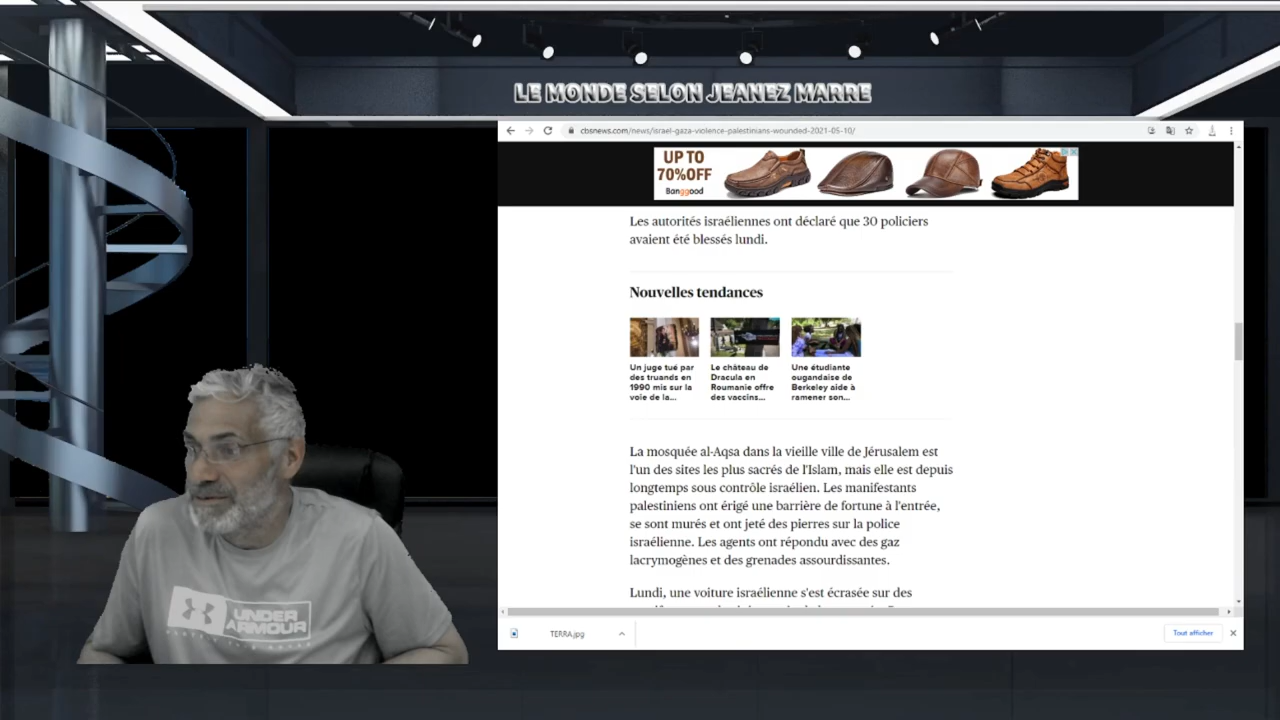 LE MONDE SELON JEANEZ MARRE
cbsnews.com/news/israel-gaza-violence-palestinians-wounded-2021-05-10/
UP TO
70%OFF
Banggood
Les autorités israéliennes ont déclaré que 30 policiers
avaient été blessés lundi.
Nouvelles tendances
Un juge tué par
des truands en
1990 mis sur la
voie de la...
Le château de
Dracula en
Roumanie offre
des vaccins...
Une étudiante
ougandaise de
Berkeley aide à
ramener son...
La mosquée al-Aqsa dans la vieille ville de Jérusalem est
l'un des sites les plus sacrés de l'Islam, mais elle est depuis
longtemps sous contrôle israélien. Les manifestants
palestiniens ont érigé une barrière de fortune à l'entrée,
se sont murés et ont jeté des pierres sur la police
israélienne. Les agents ont répondu avec des gaz
lacrymogènes et des grenades assourdissantes.
Lundi, une voiture israélienne s'est écrasée sur des
TERRA.jpg
Tout afficher
UNDER
ARMOUR